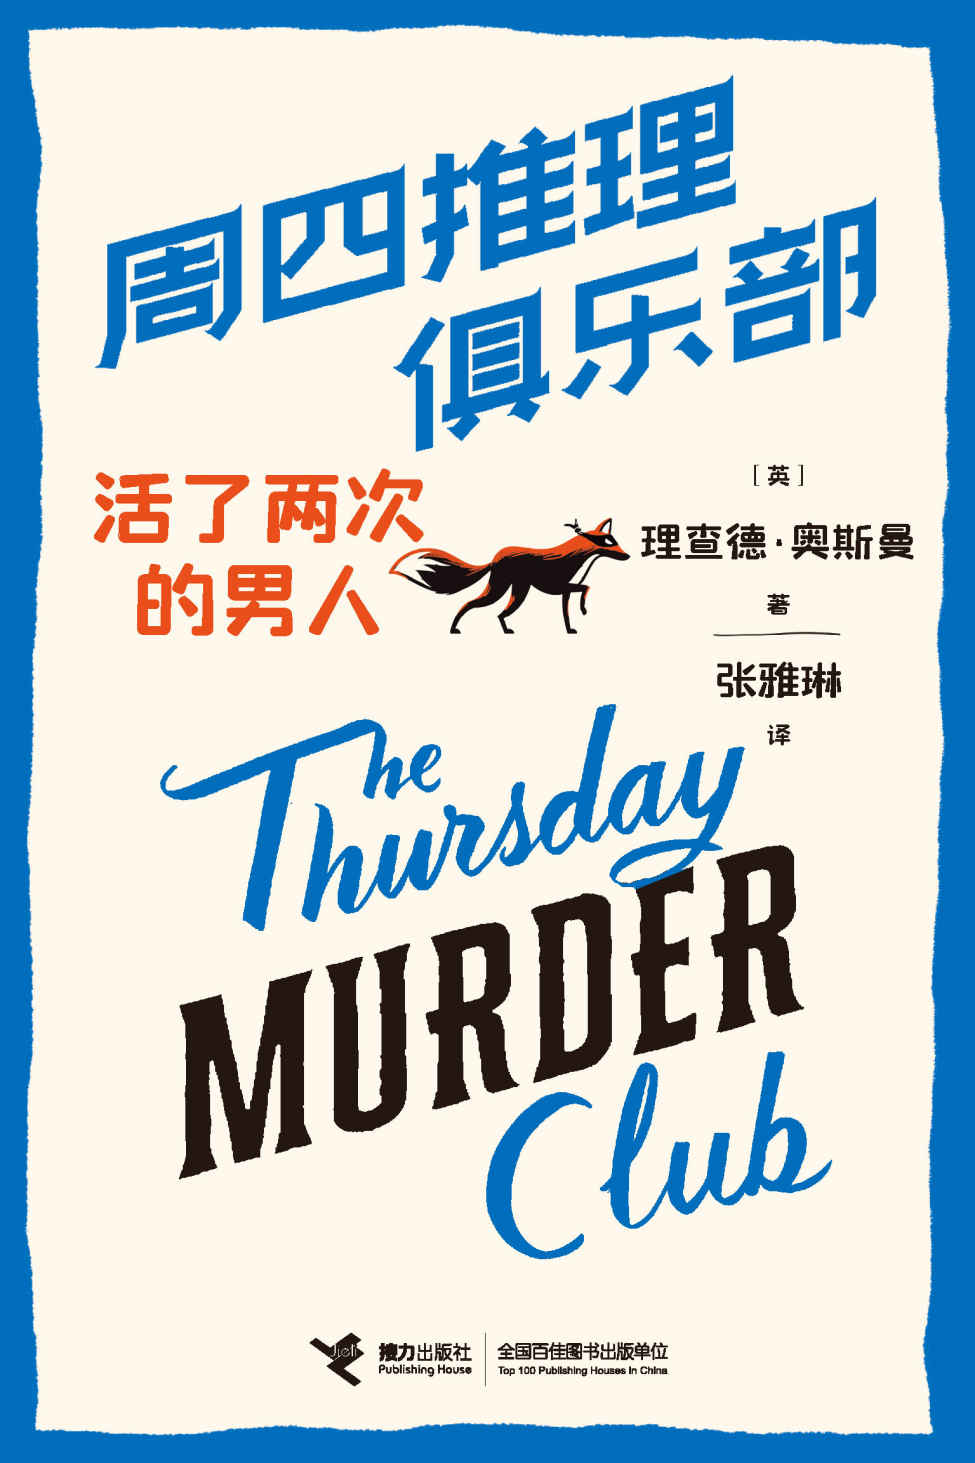 周四推理
俱乐部
活了两次
的男人
[英]
理查德·奥斯曼
著
张雅琳
译
The
Thursday
MURDER
Club
Jieli
接力出版社
Publishing House
全国百佳图书出版单位
Top 100 Publishing Houses in China